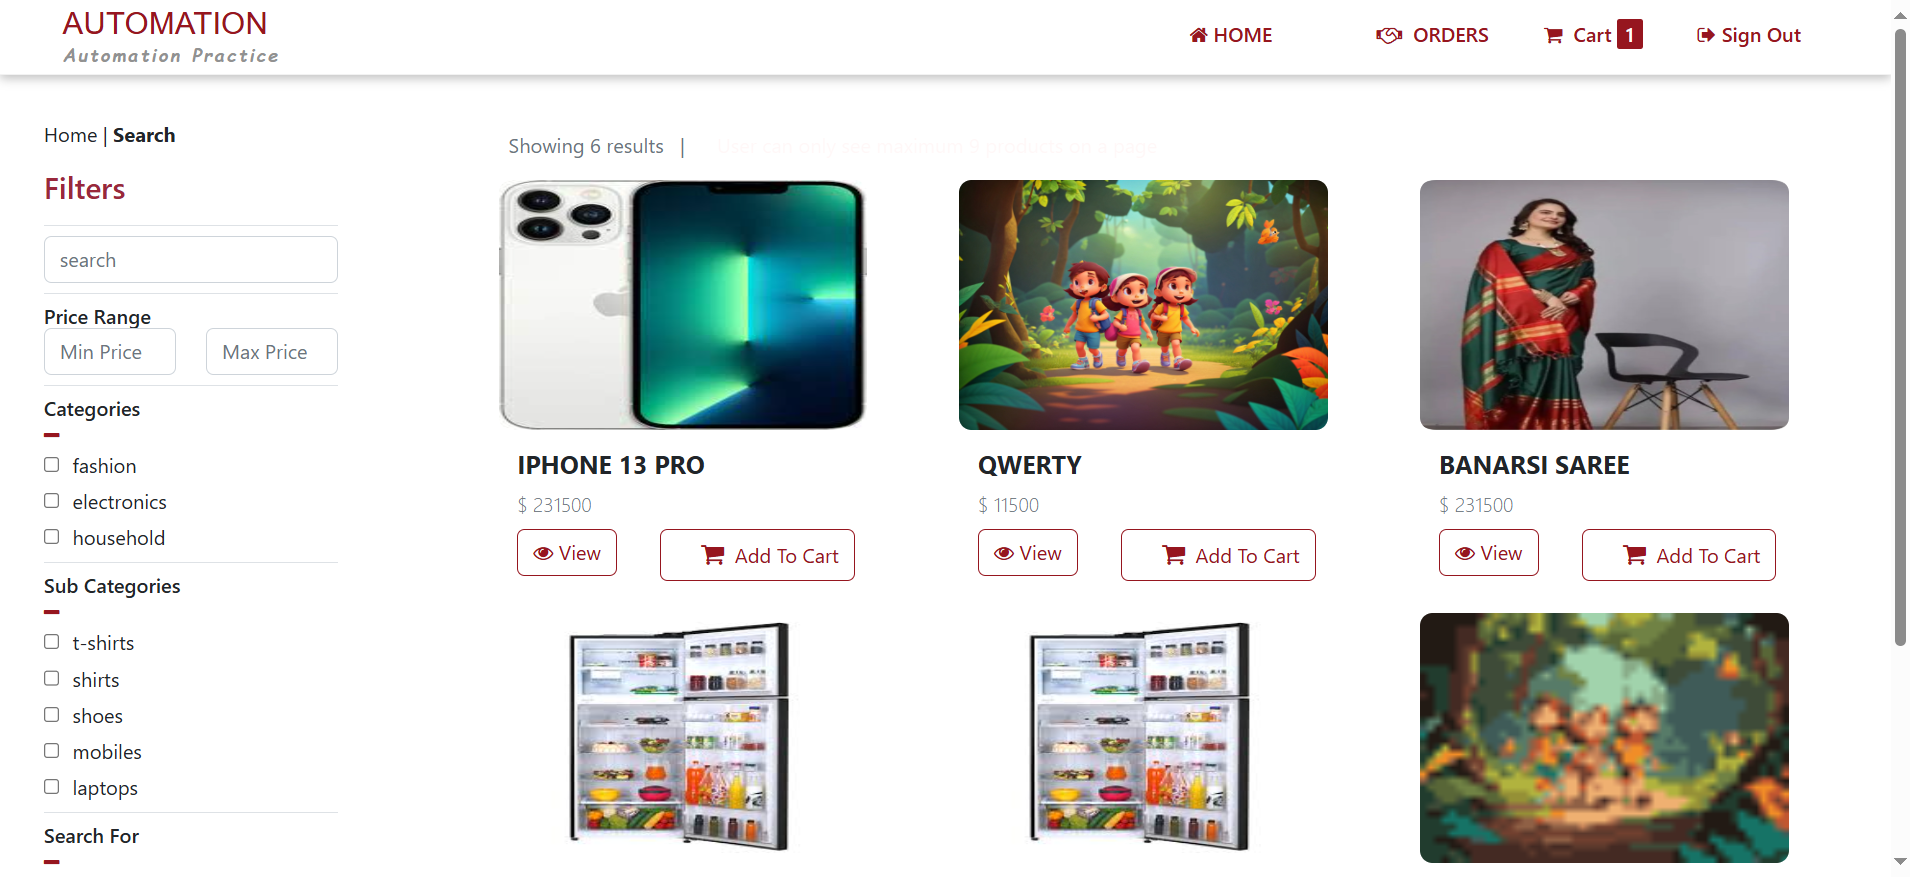 AUTOMATION
Automation Practice
HOME
ORDERS
Cart 1
Sign Out
Home | Search
Filters
search
Price Range
Min Price
Max Price
Categories
fashion
electronics
household
Sub Categories
t-shirts
shirts
shoes
mobiles
laptops
Search For
Showing 6 results |
User can only see maximum 9 products on a page
IPHONE 13 PRO
$ 231500
View
Add To Cart
QWERTY
$ 11500
View
Add To Cart
BANARSI SAREE
$ 231500
View
Add To Cart